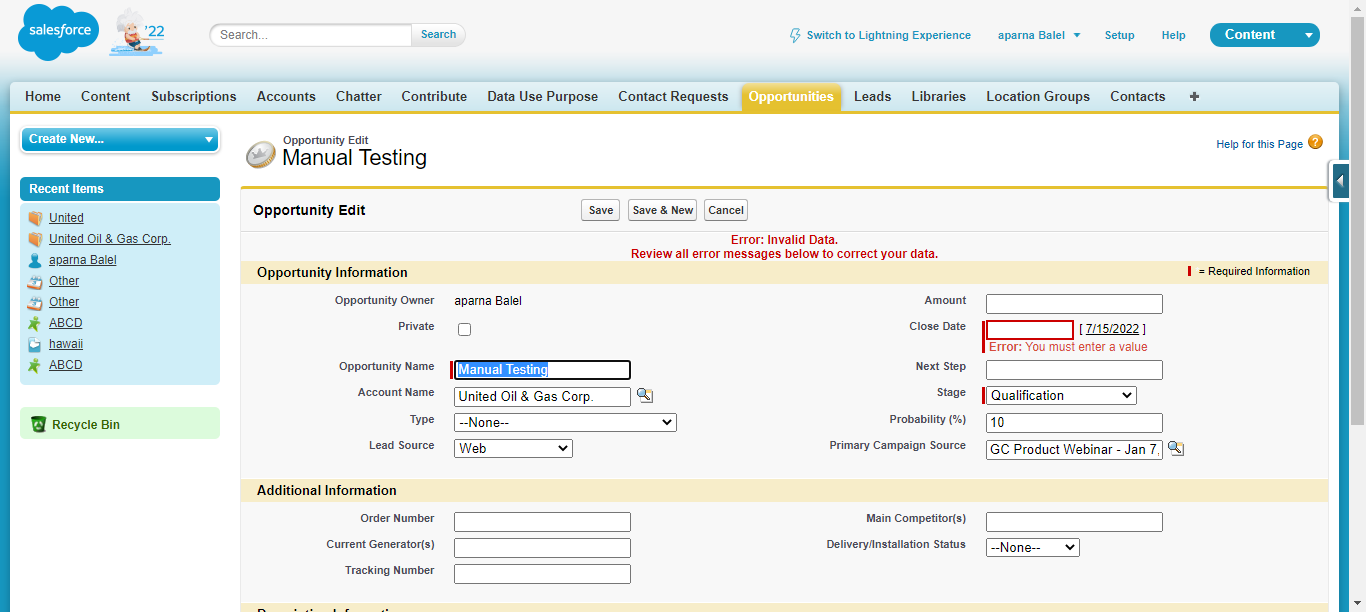 salesforce
'22
Search...
Search
Switch to Lightning Experience
aparna Balel
Setup
Help
Content
Home Content Subscriptions Accounts Chatter Contribute Data Use Purpose Contact Requests Opportunities Leads Libraries Location Groups Contacts +
Create New...
Recent Items
United
United Oil & Gas Corp.
aparna Balel
Other
Other
ABCD
hawaii
ABCD
Recycle Bin
Opportunity Edit
Manual Testing
Help for this Page ?
Opportunity Edit
Save
Save & New
Cancel
Error: Invalid Data.
Review all error messages below to correct your data.
Opportunity Information
= Required Information
Opportunity Owner aparna Balel
Amount
Private
Close Date [ 7/15/2022 ]
Error: You must enter a value
Opportunity Name Manual Testing
Next Step
Account Name United Oil & Gas Corp.
Stage Qualification
Type --None--
Probability (%) 10
Lead Source Web
Primary Campaign Source GC Product Webinar - Jan 7,
Additional Information
Order Number
Main Competitor(s)
Current Generator(s)
Delivery/Installation Status --None--
Tracking Number